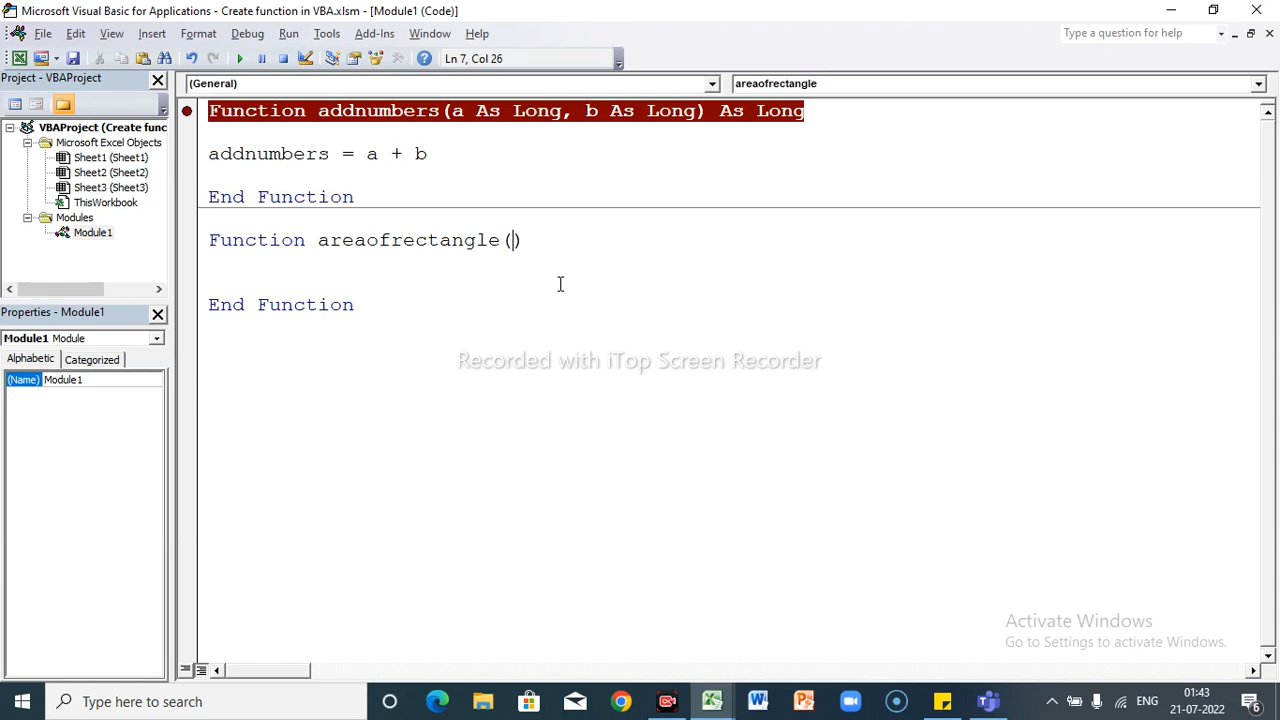 Microsoft Visual Basic for Applications - Create function in VBA.xlsm - [Module1 (Code)]
File Edit View Insert Format Debug Run Tools Add-Ins Window Help
Type a question for help
Ln 7, Col 26
Project - VBAProject
(General)
areaofrectangle
VBAProject (Create func
Microsoft Excel Objects
Sheet1 (Sheet1)
Sheet2 (Sheet2)
Sheet3 (Sheet3)
ThisWorkbook
Modules
Module1
Properties - Module1
Module1 Module
Alphabetic Categorized
(Name) Module1
Function addnumbers(a As Long, b As Long) As Long
addnumbers = a + b
End Function
Function areaofrectangle()
End Function
Recorded with iTop Screen Recorder
Activate Windows
Go to Settings to activate Windows.
Type here to search
ENG
01:43
21-07-2022
6